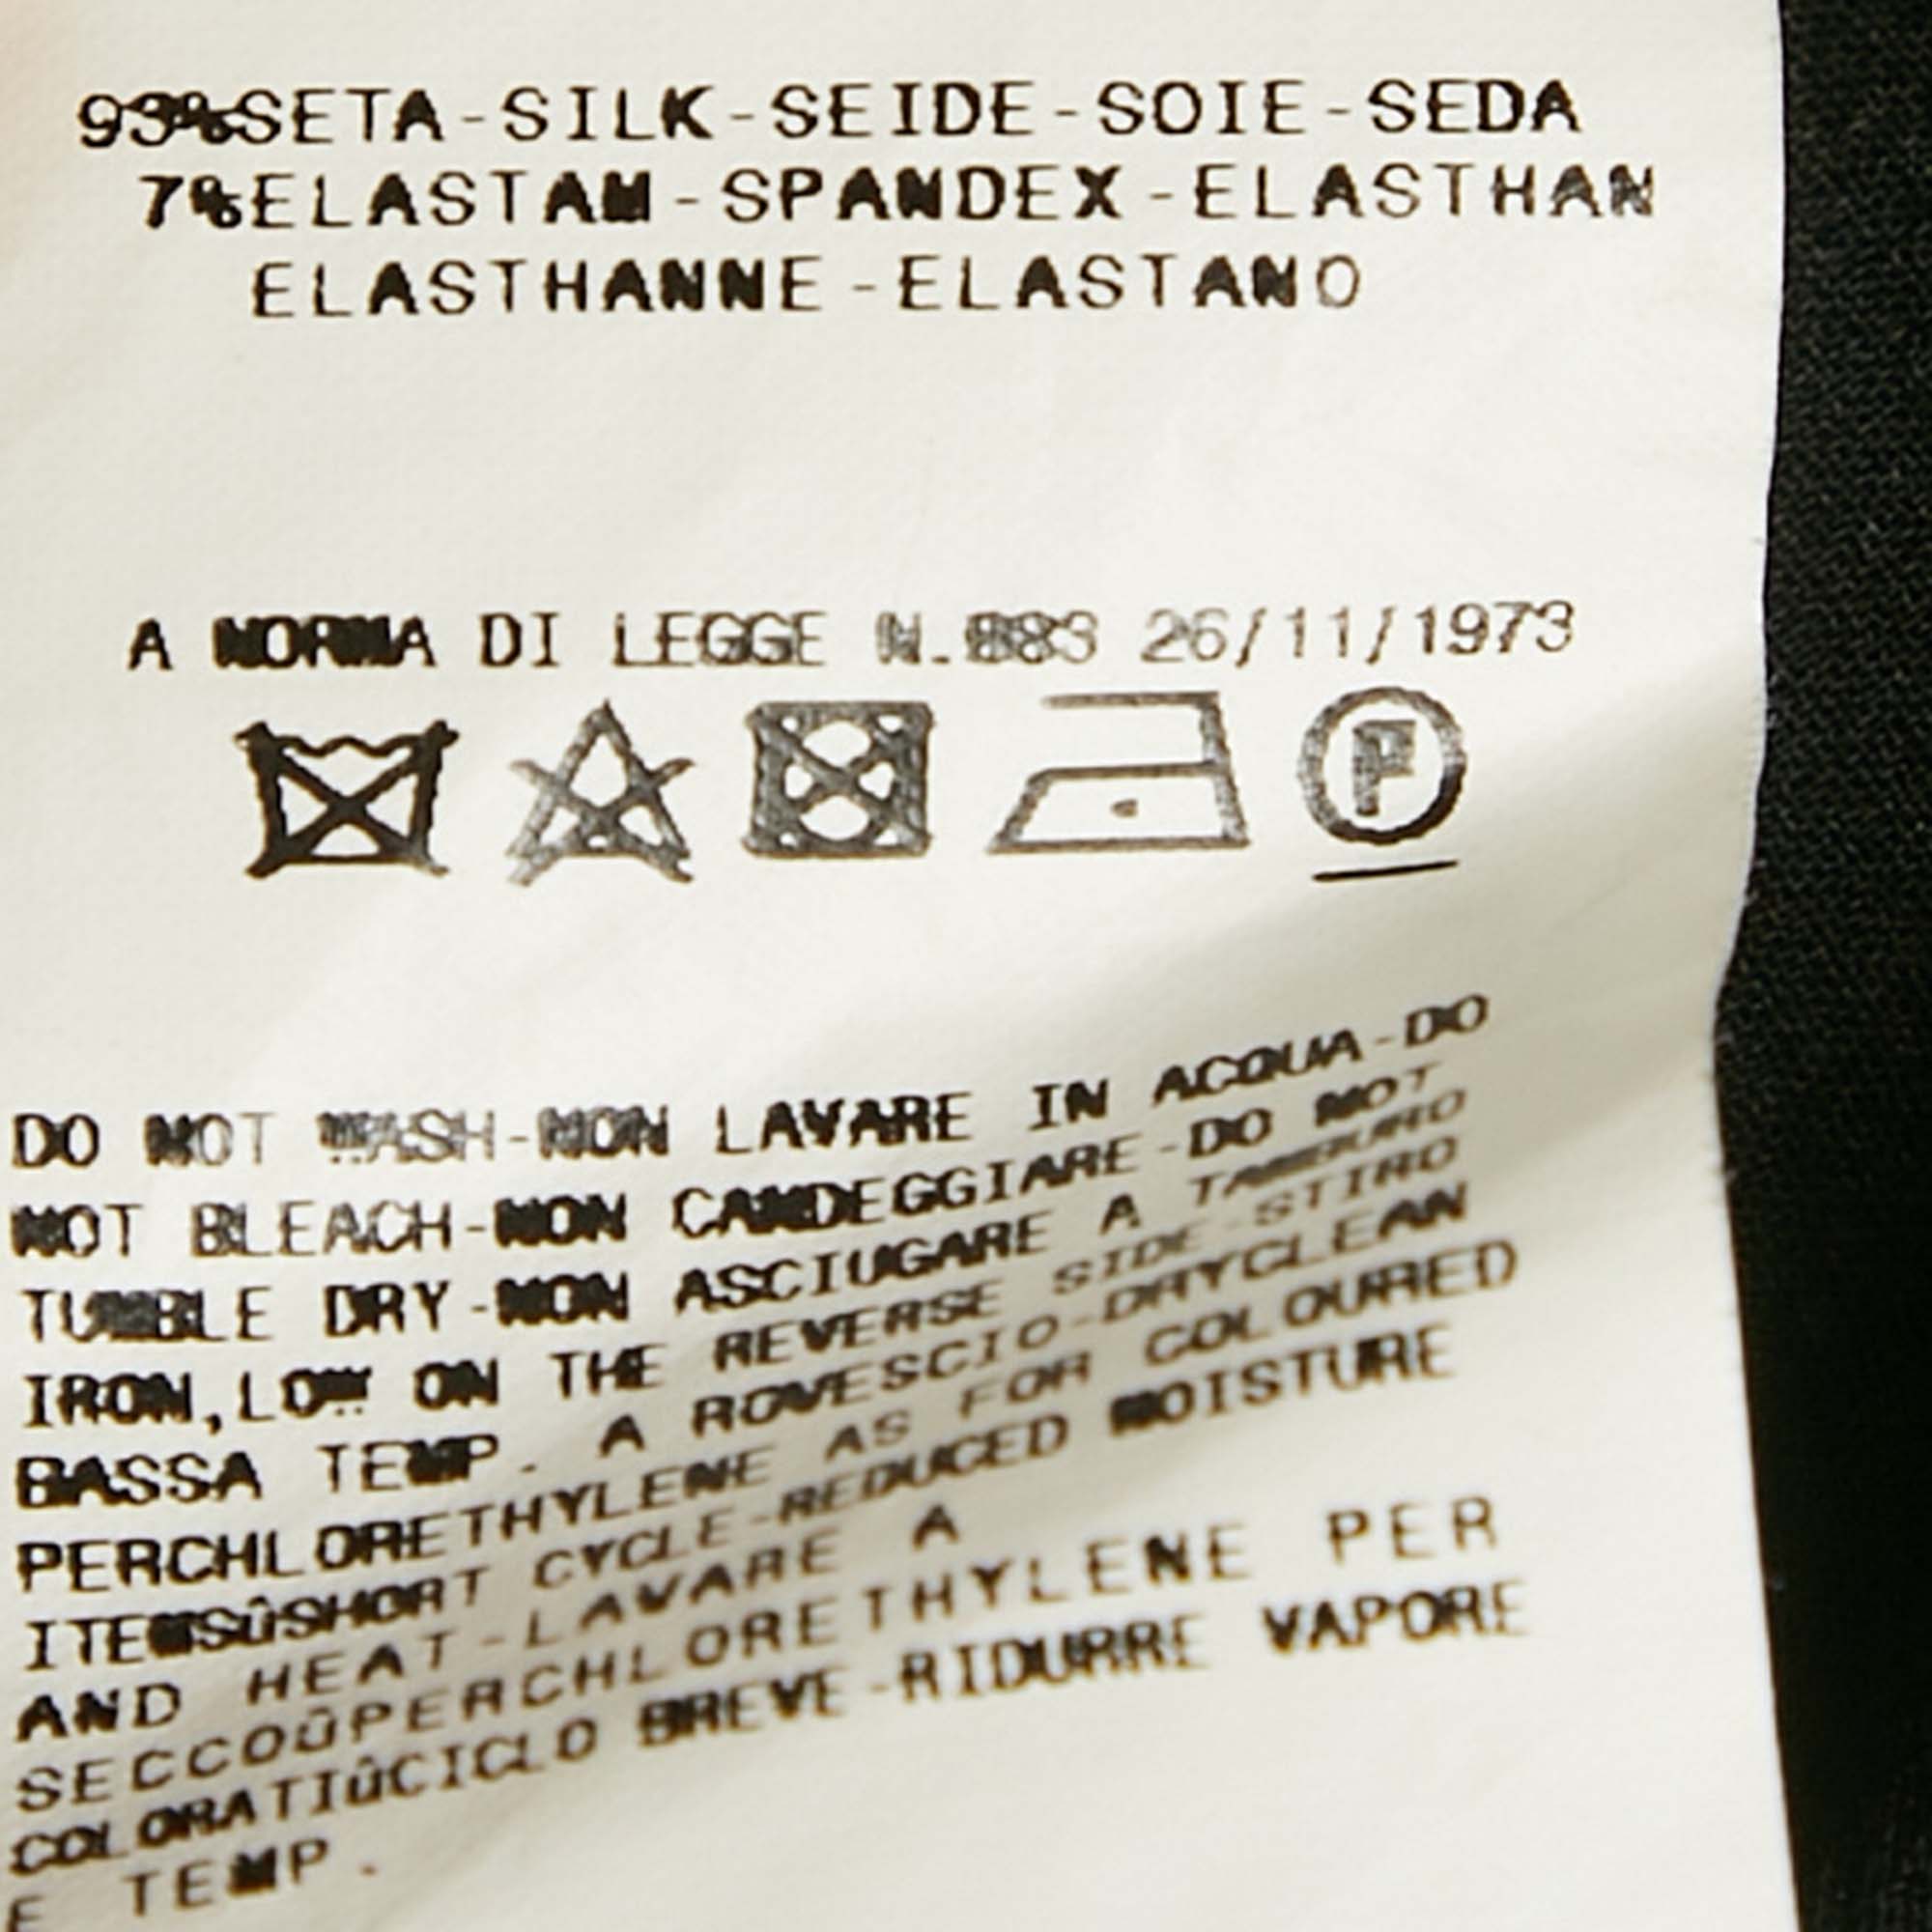 93%SETA-SILK-SEIDE-SOIE-SEDA
7%ELASTAM-SPANDEX-ELASTHAN
ELASTHANNE-ELASTANO
A NORMA DI LEGGE N.883 26/11/1973
P
DO NOT WASH-NON LAVARE IN ACQUA-DO
NOT BLEACH-NON CANDEGGIARE-DO NOT
TUMBLE DRY-NON ASCIUGARE A TAMBURO
IRON,LOW ON THE REVERSE SIDE-STIRO
BASSA TEMP. A ROVESCIO-DRYCLEAN
PERCHLORETHYLENE AS FOR COLOURED
ITEMSÛSHORT CYCLE-REDUCED MOISTURE
AND HEAT-LAVARE A
SECCOÛPERCHLORETHYLENE PER
COLORATIÛCICLO BREVE-RIDURRE VAPORE
E TEMP.